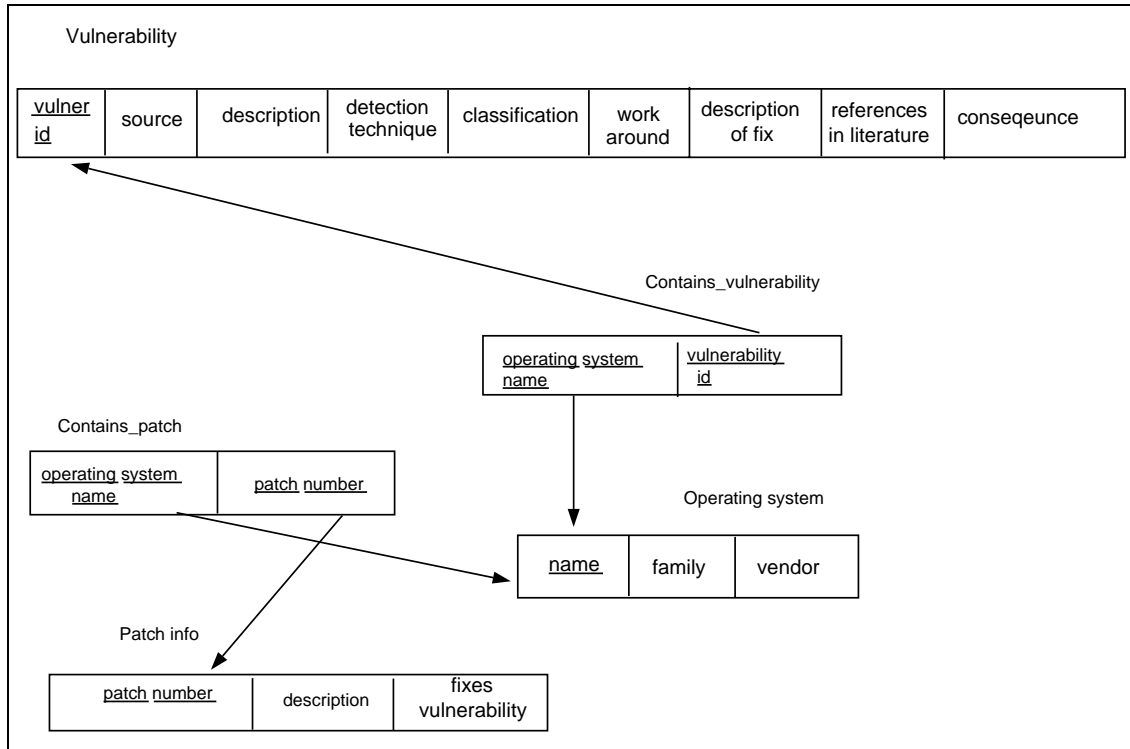 Vulnerability
vulner
id
source
description
detection
technique
classification
work
around
description
of fix
references
in literature
conseqeunce
Contains_vulnerability
operating system
name
vulnerability
id
Contains_patch
operating system
name
patch number
Operating system
name
family
vendor
Patch info
patch number
description
fixes
vulnerability